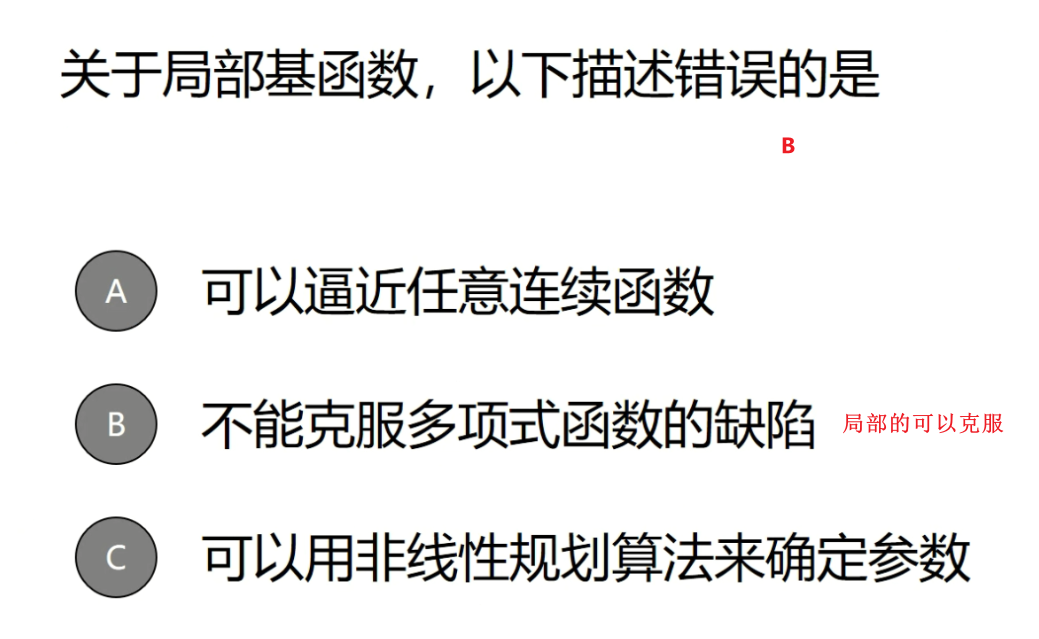 关于局部基函数，以下描述错误的是
B
A 可以逼近任意连续函数
B 不能克服多项式函数的缺陷 局部的可以克服
C 可以用非线性规划算法来确定参数